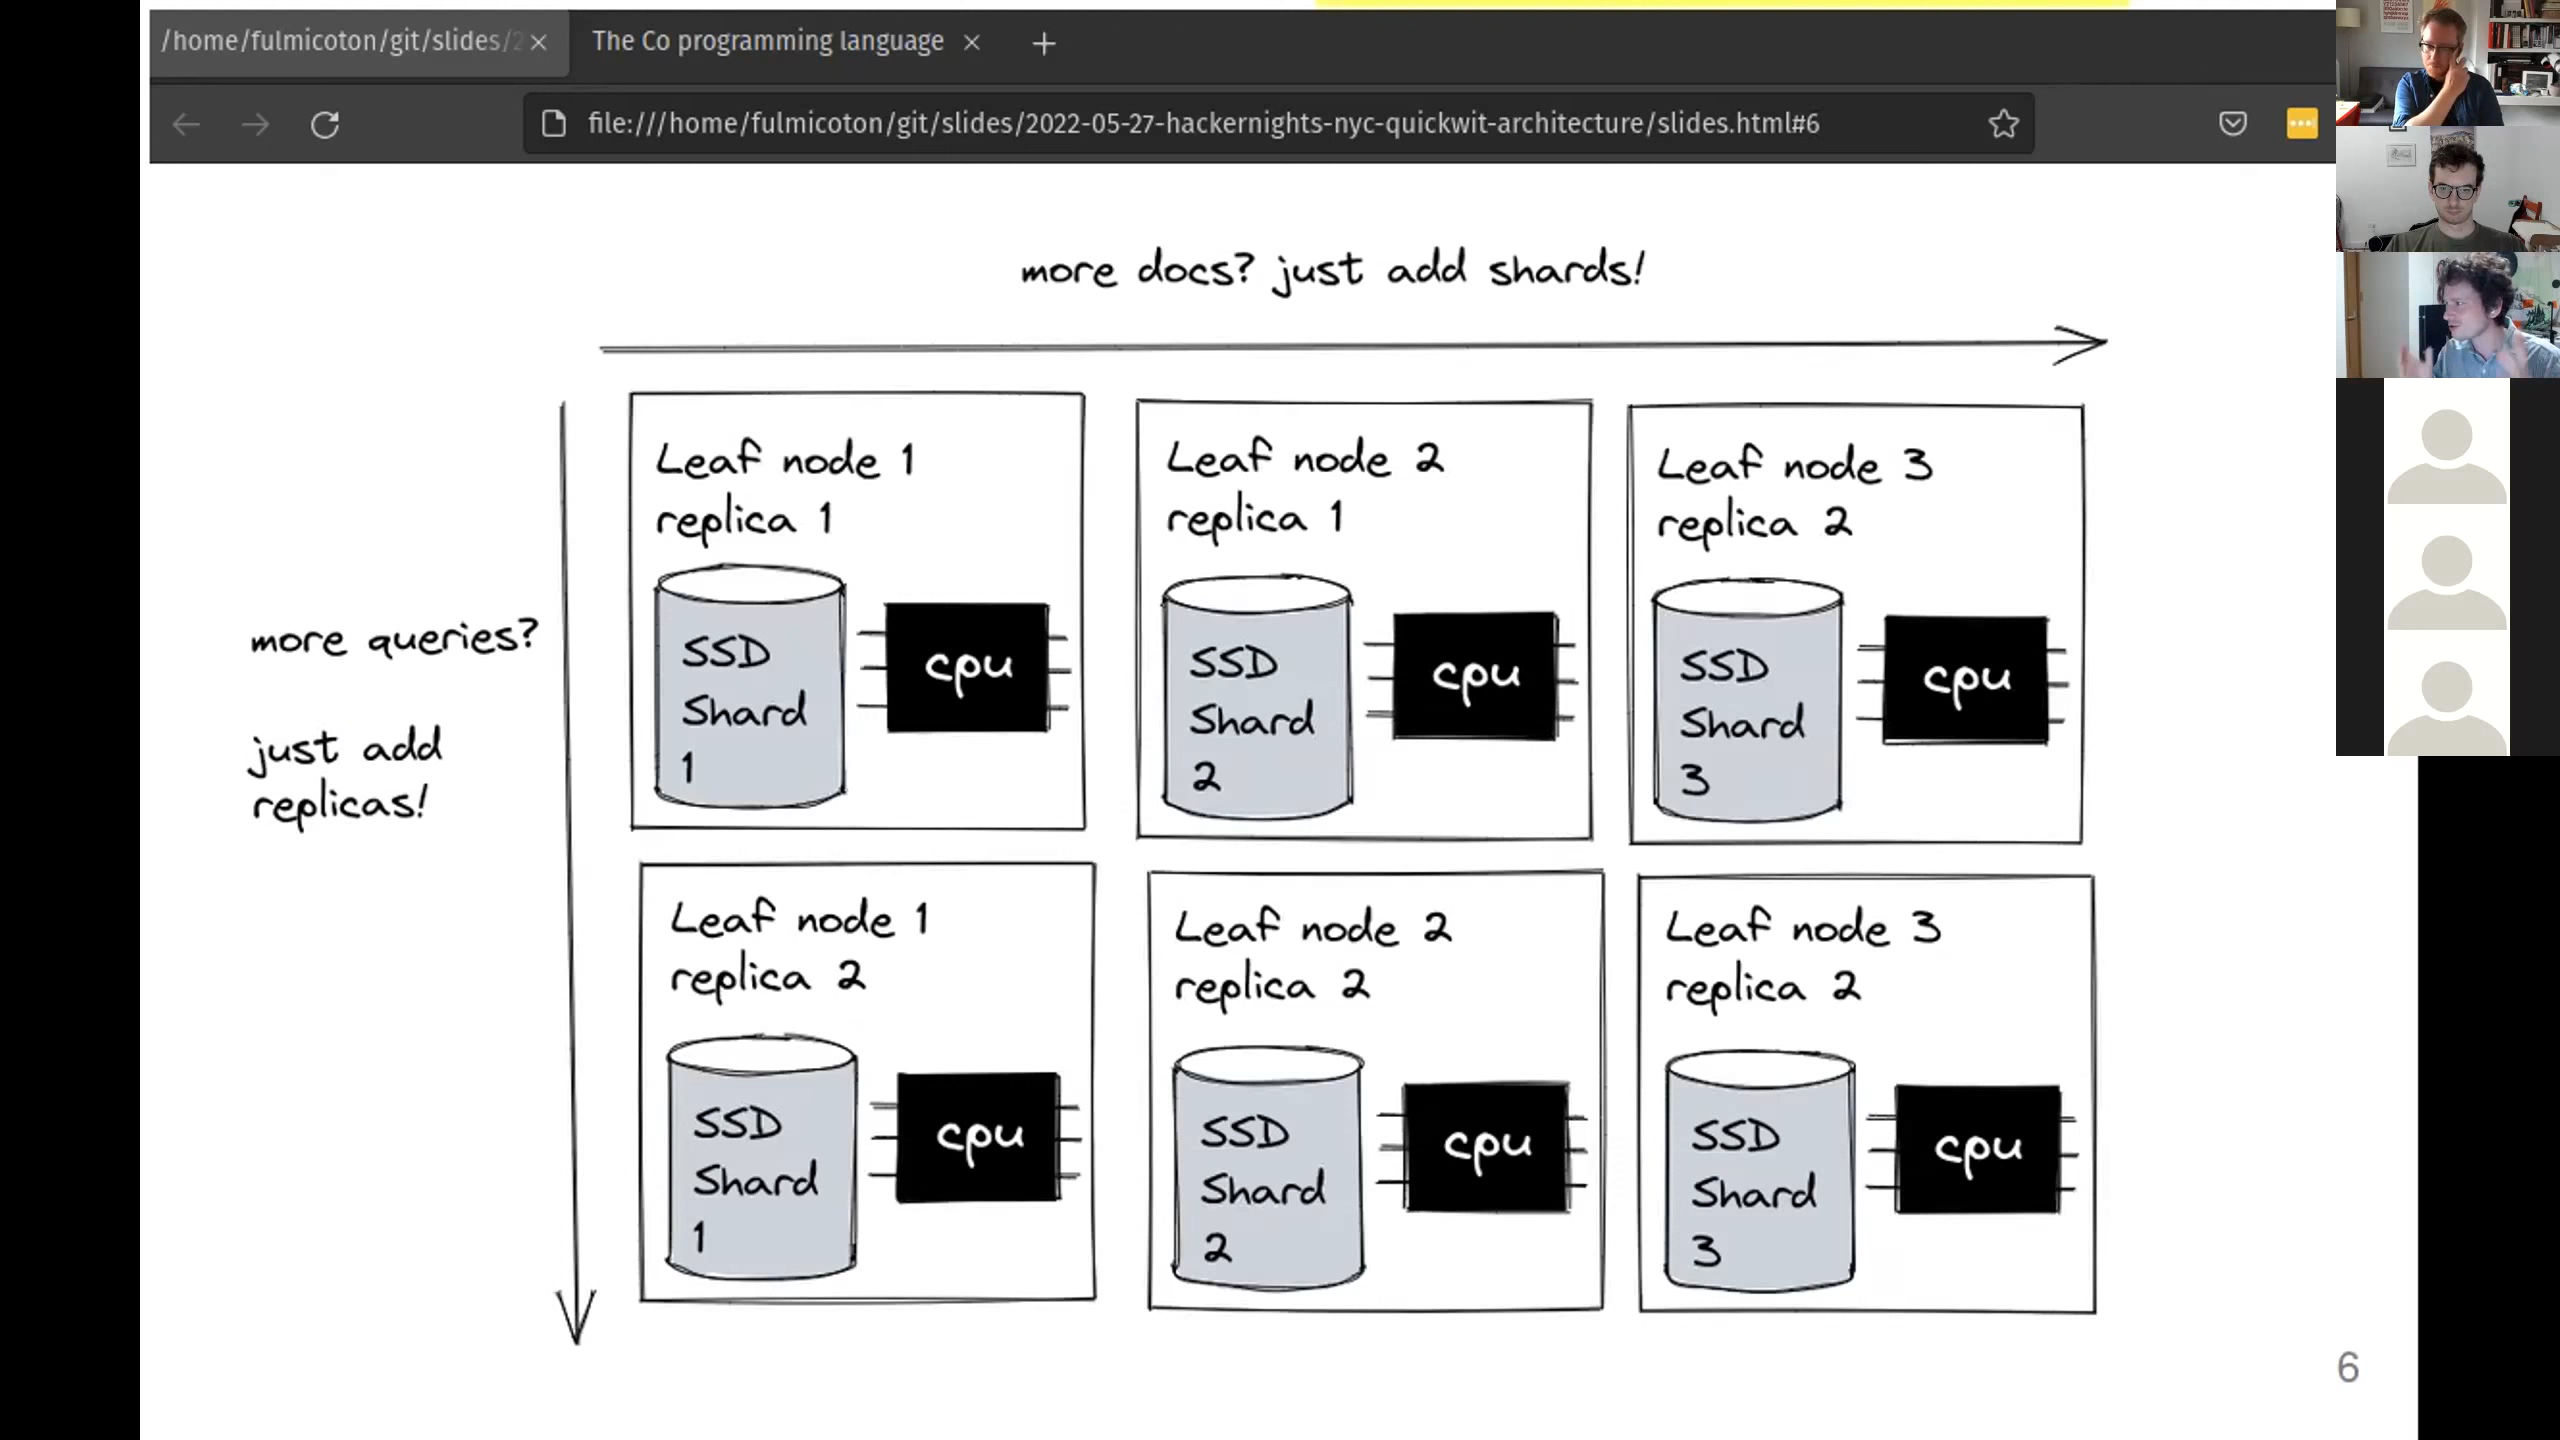 /home/fulmicoton/git/slides/2
The Co programming language
file:///home/fulmicoton/git/slides/2022-05-27-hackernights-nyc-quickwit-architecture/slides.html#6
more docs? just add shards!
more queries?
just add
replicas!
Leaf node 1
replica 1
SSD
Shard
1
cpu
Leaf node 2
replica 1
SSD
Shard
2
cpu
Leaf node 3
replica 2
SSD
Shard
3
cpu
Leaf node 1
replica 2
SSD
Shard
1
cpu
Leaf node 2
replica 2
SSD
Shard
2
cpu
Leaf node 3
replica 2
SSD
Shard
3
cpu
6